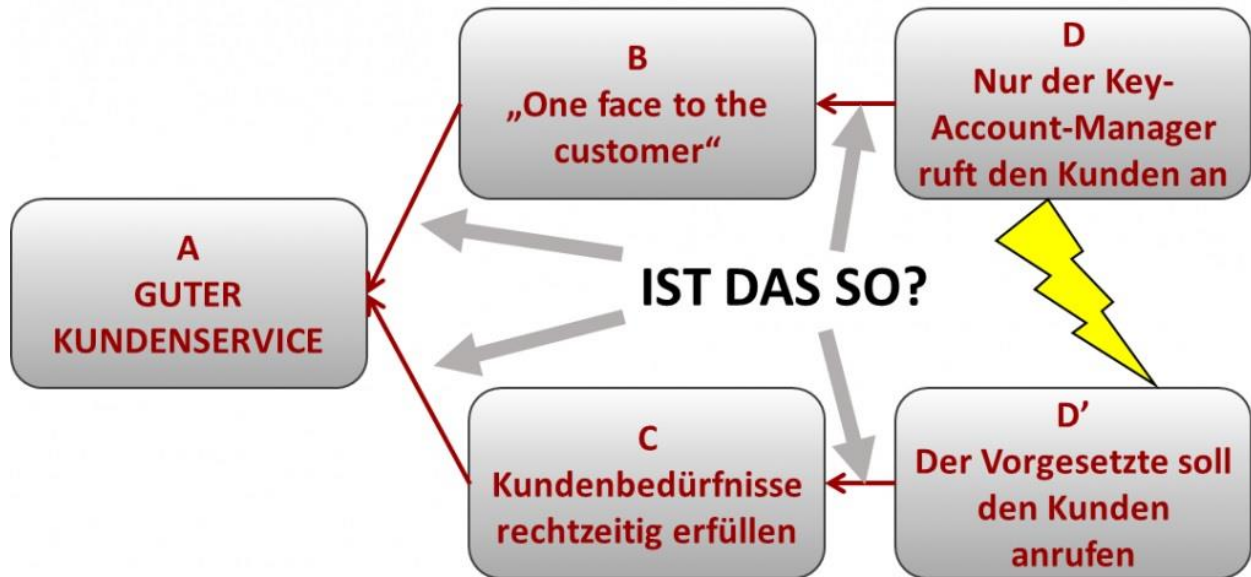 B
„One face to the
customer“
D
Nur der Key-
Account-Manager
ruft den Kunden an
A
GUTER
KUNDENSERVICE
IST DAS SO?
C
Kundenbedürfnisse
rechtzeitig erfüllen
D’
Der Vorgesetzte soll
den Kunden
anrufen